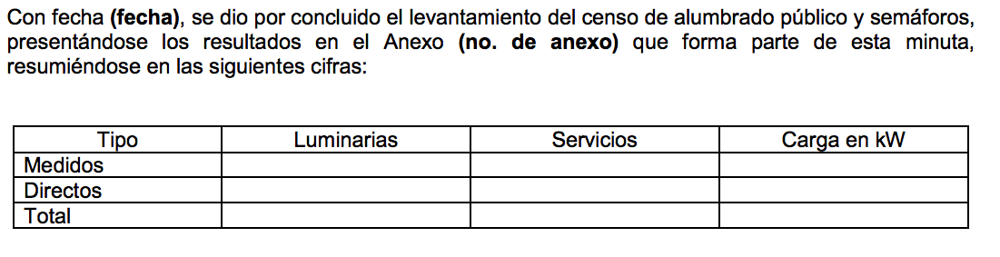 Con fecha (fecha), se dio por concluido el levantamiento del censo de alumbrado público y semáforos,
presentándose los resultados en el Anexo (no. de anexo) que forma parte de esta minuta,
resumiéndose en las siguientes cifras:
Tipo Luminarias Servicios Carga en kW
Medidos
Directos
Total